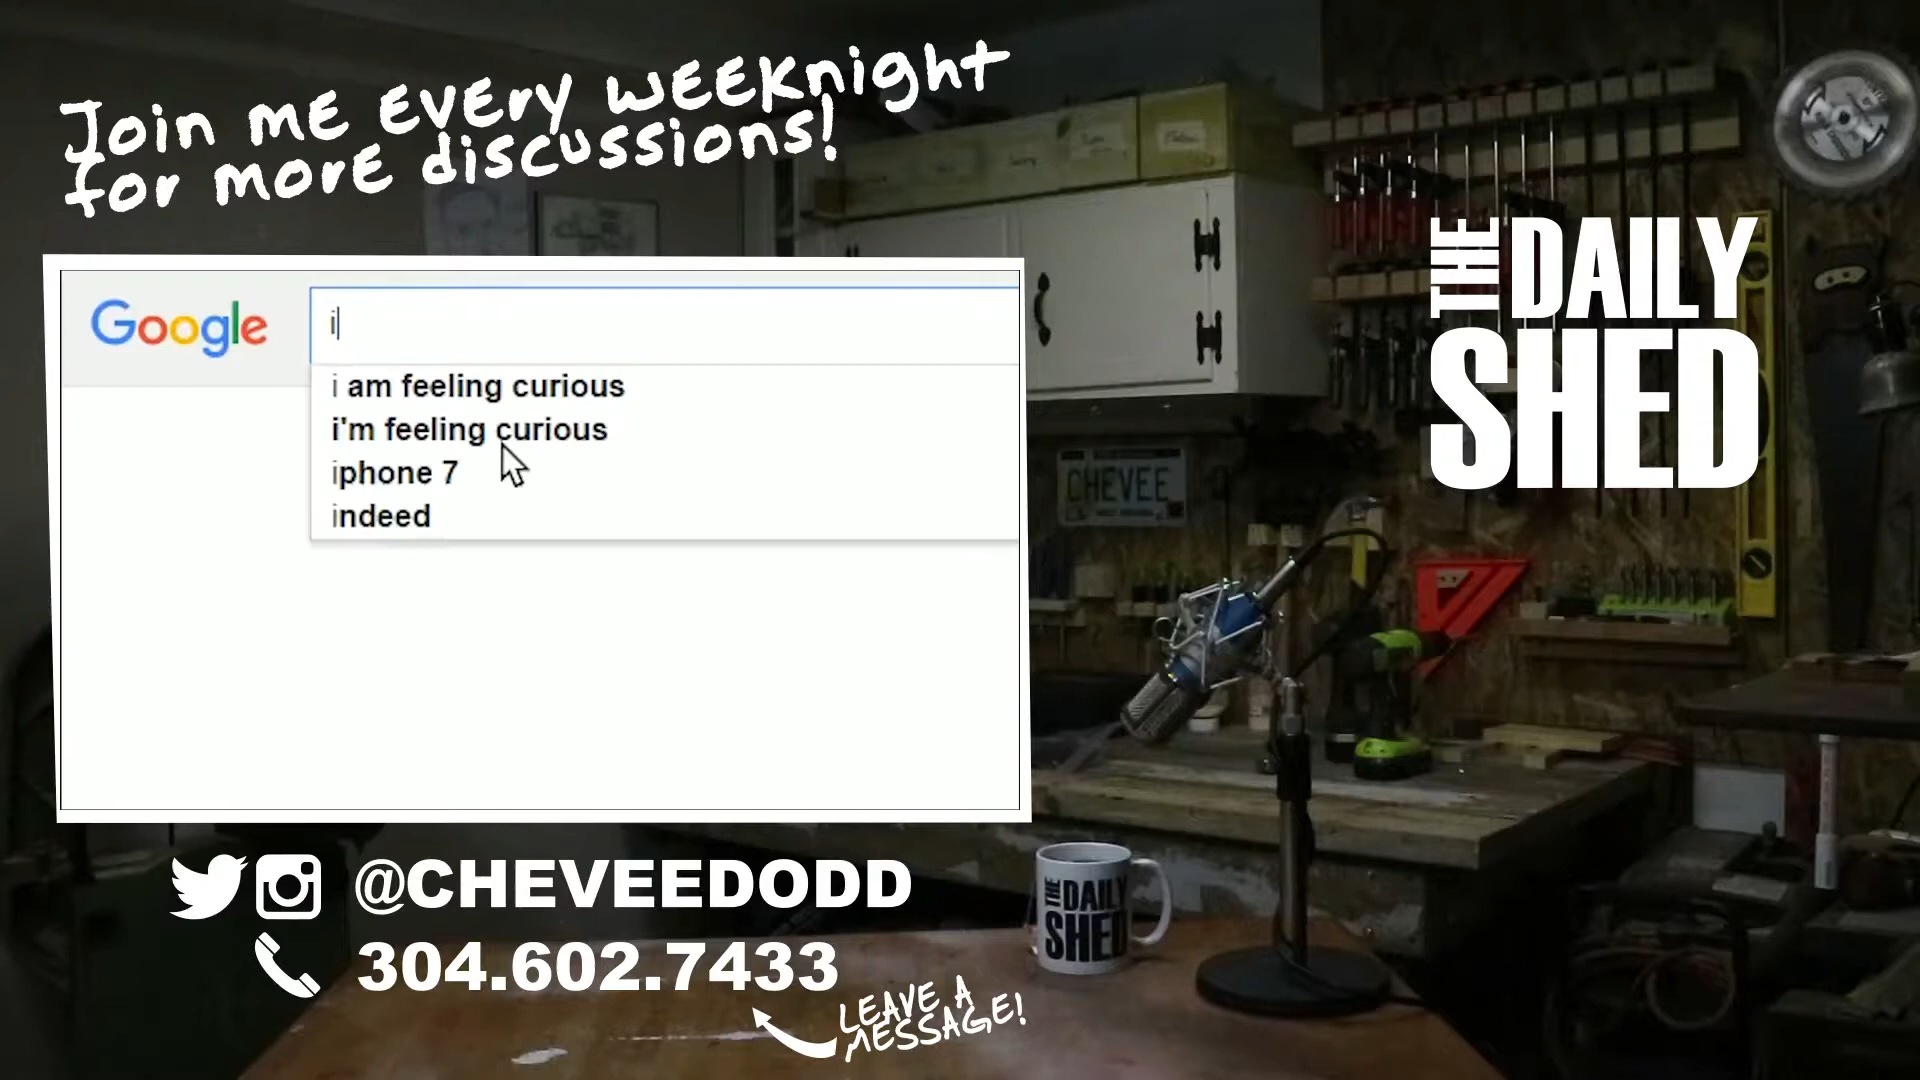 Join me every weeknight
for more discussions!
Google
i
i am feeling curious
i'm feeling curious
iphone 7
indeed
THE DAILY
SHED
CHEVEE
@CHEVEEDODD
304.602.7433
LEAVE A
MESSAGE!
THE DAILY
SHED